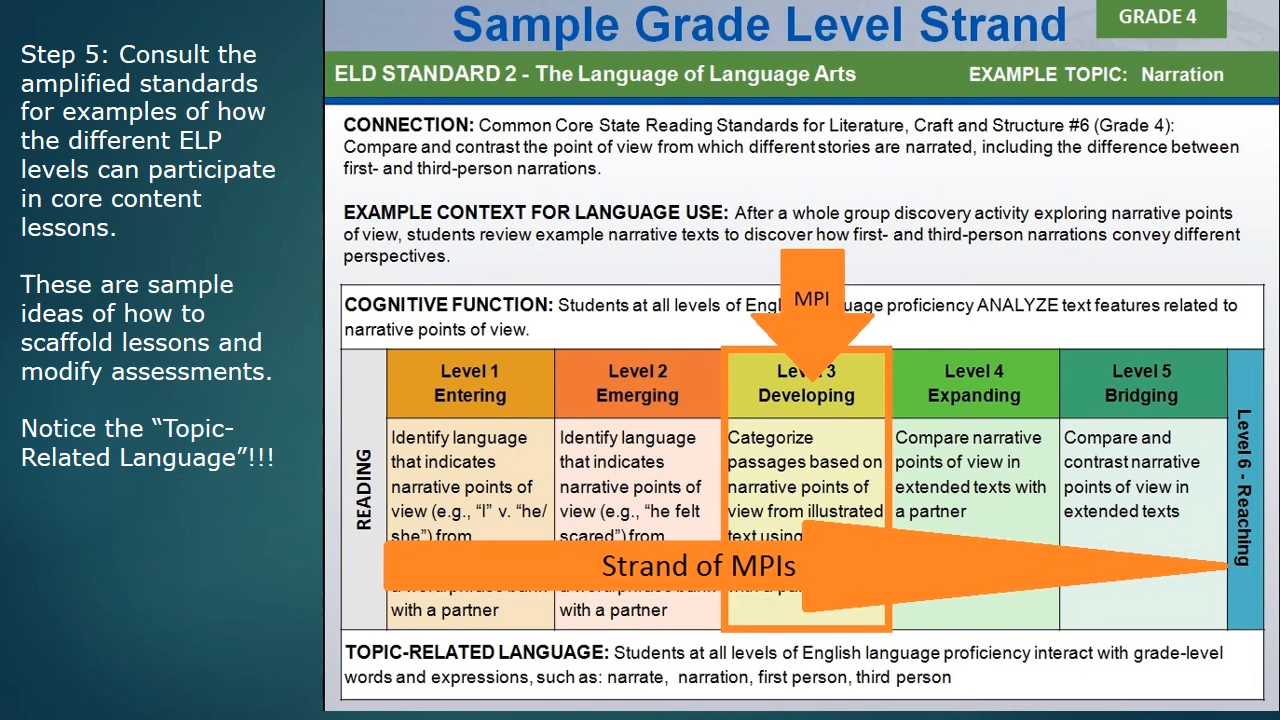 Step 5: Consult the
amplified standards
for examples of how
the different ELP
levels can participate
in core content
lessons.
These are sample
ideas of how to
scaffold lessons and
modify assessments.
Notice the “Topic-
Related Language”!!!
Sample Grade Level Strand
GRADE 4
ELD STANDARD 2 - The Language of Language Arts
EXAMPLE TOPIC: Narration
CONNECTION: Common Core State Reading Standards for Literature, Craft and Structure #6 (Grade 4):
Compare and contrast the point of view from which different stories are narrated, including the difference between
first- and third-person narrations.
EXAMPLE CONTEXT FOR LANGUAGE USE: After a whole group discovery activity exploring narrative points
of view, students review example narrative texts to discover how first- and third-person narrations convey different
perspectives.
MPI
COGNITIVE FUNCTION: Students at all levels of proficiency ANALYZE text features related to
narrative points of view.
READING
Level 1
Entering
Identify language
that indicates
narrative points of
view (e.g., “I” v. “he/
she”) from
with a partner
Level 2
Emerging
Identify language
that indicates
narrative points of
view (e.g., “he felt
scared”) from
with a partner
Level 3
Developing
Categorize
passages based on
narrative points of
view from illustrated
text using
Level 4
Expanding
Compare narrative
points of view in
extended texts with
a partner
Level 5
Bridging
Compare and
contrast narrative
points of view in
extended texts
Level 6 - Reaching
Strand of MPIs
TOPIC-RELATED LANGUAGE: Students at all levels of English language proficiency interact with grade-level
words and expressions, such as: narrate, narration, first person, third person